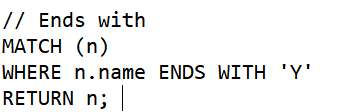 // Ends with
MATCH (n)
WHERE n.name ENDS WITH 'Y'
RETURN n;